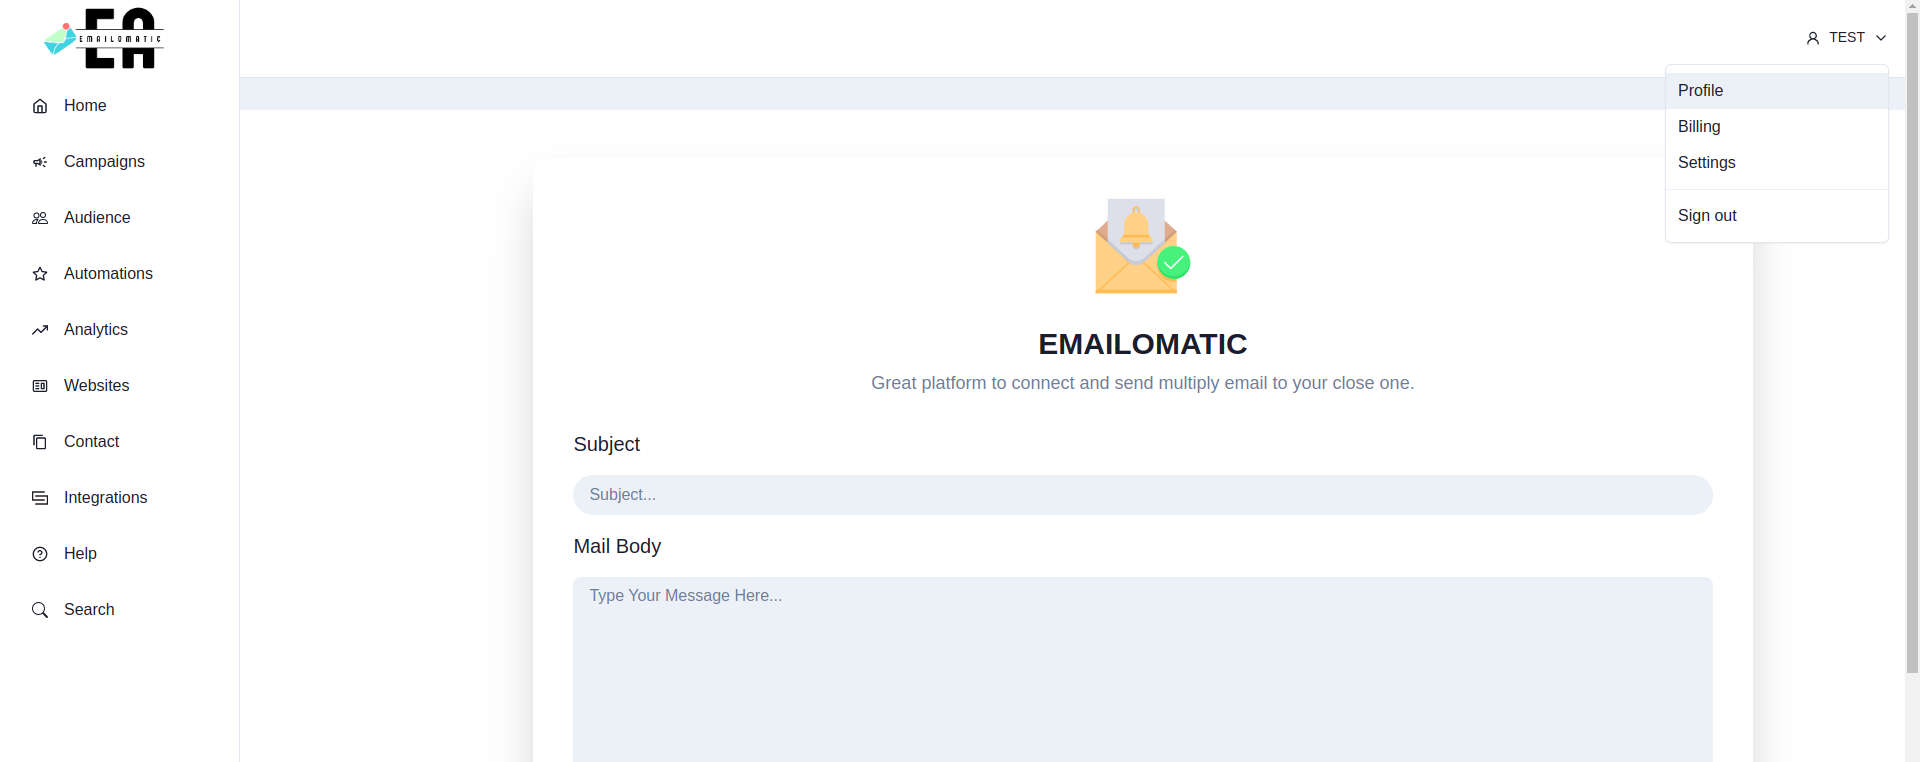 EA
EMAILOMATIC
TEST
Home
Campaigns
Audience
Automations
Analytics
Websites
Contact
Integrations
Help
Search
Profile
Billing
Settings
Sign out
EMAILOMATIC
Great platform to connect and send multiply email to your close one.
Subject
Subject...
Mail Body
Type Your Message Here...